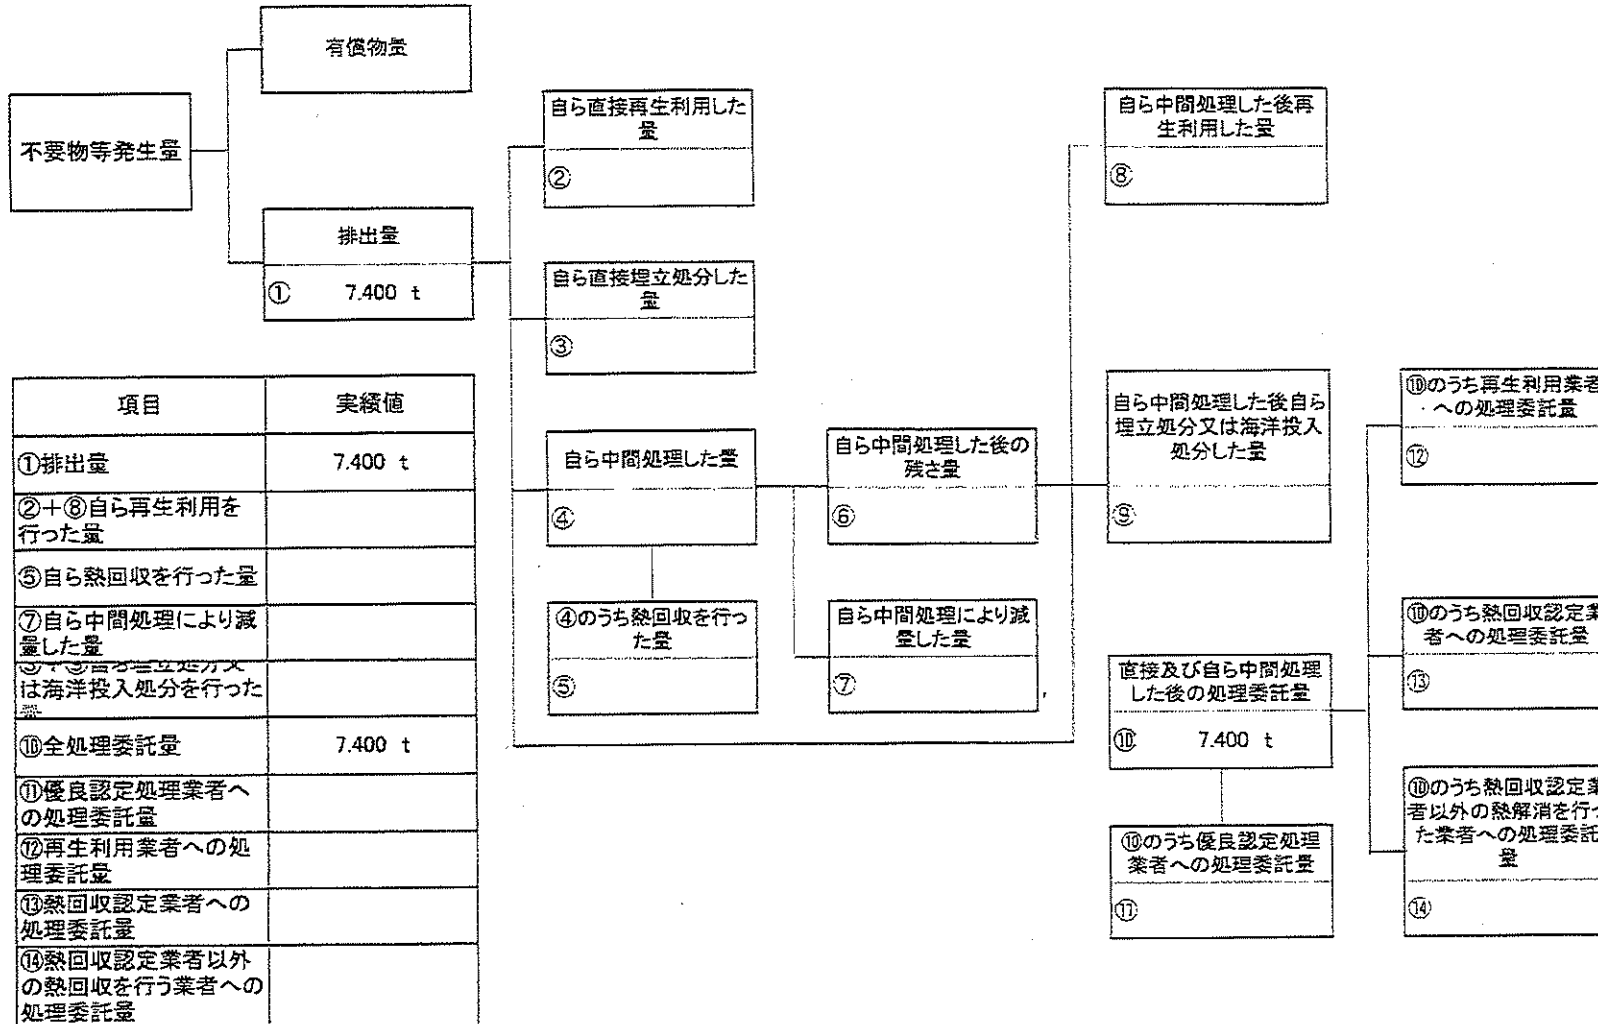 有償物量
不要物等発生量
排出量
① 7.400 t
自ら直接再生利用した
量
②
自ら直接埋立処分した
量
③
自ら中間処理した量
④
④のうち熱回収を行っ
た量
⑤
自ら中間処理した後の
残さ量
⑥
自ら中間処理により減
量した量
⑦
自ら中間処理した後再
生利用した量
⑧
自ら中間処理した後自ら
埋立処分又は海洋投入
処分した量
⑨
直接及び自ら中間処理
した後の処理委託量
⑩ 7.400 t
⑩のうち優良認定処理
業者への処理委託量
⑪
⑩のうち再生利用業者
への処理委託量
⑫
⑩のうち熱回収認定業
者への処理委託量
⑬
⑩のうち熱回収認定業
者以外の熱解消を行っ
た業者への処理委託
量
⑭
項目 実績値
①排出量 7.400 t
②+⑧自ら再生利用を
行った量
⑤自ら熱回収を行った量
⑦自ら中間処理により減
量した量
③+⑨自ら埋立処分又
は海洋投入処分を行った
量
⑩全処理委託量 7.400 t
⑪優良認定処理業者へ
の処理委託量
⑫再生利用業者への処
理委託量
⑬熱回収認定業者への
処理委託量
⑭熱回収認定業者以外
の熱回収を行う業者への
処理委託量